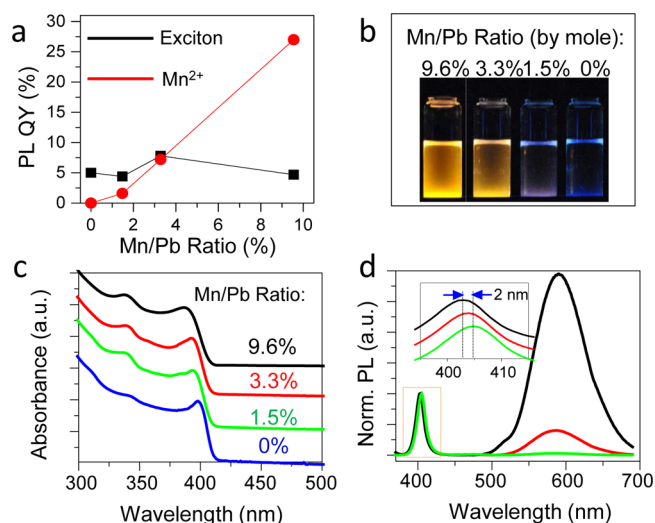 a
PL QY (%)
30
25
20
15
10
5
0
Exciton
Mn²⁺
0 2 4 6 8 10
Mn/Pb Ratio (%)
b
Mn/Pb Ratio (by mole):
9.6% 3.3% 1.5% 0%
c
Absorbance (a.u.)
Mn/Pb Ratio:
9.6%
3.3%
1.5%
0%
300 350 400 450 500
Wavelength (nm)
d
Norm. PL (a.u.)
2 nm
400 410
400 500 600 700
Wavelength (nm)